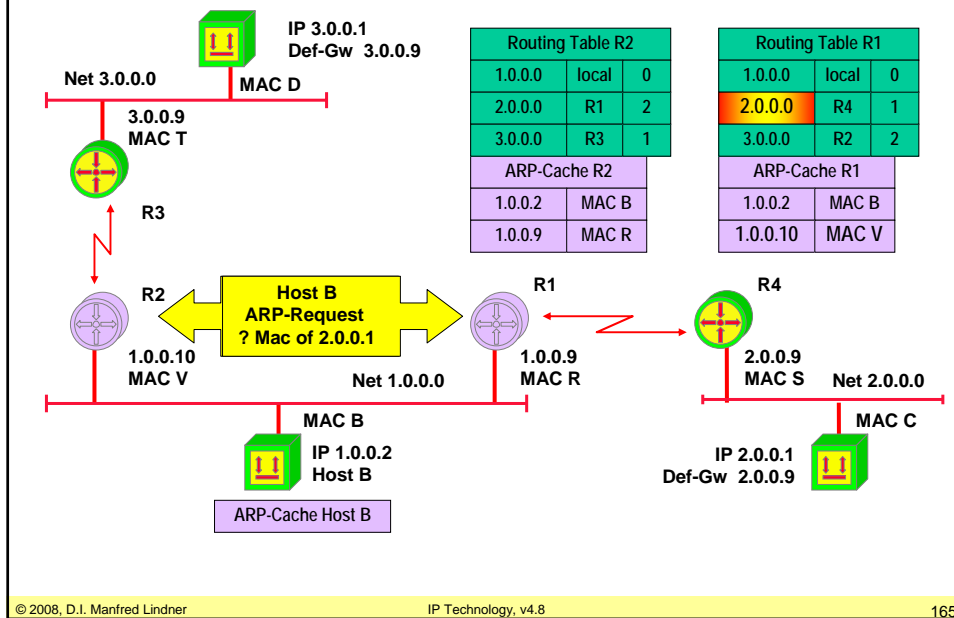 IP 3.0.0.1
Def-Gw 3.0.0.9
Net 3.0.0.0
MAC D
3.0.0.9
MAC T
R3
Routing Table R2
1.0.0.0 local 0
2.0.0.0 R1 2
3.0.0.0 R3 1
ARP-Cache R2
1.0.0.2 MAC B
1.0.0.9 MAC R
Routing Table R1
1.0.0.0 local 0
2.0.0.0 R4 1
3.0.0.0 R2 2
ARP-Cache R1
1.0.0.2 MAC B
1.0.0.10 MAC V
R2
Host B
ARP-Request
? Mac of 2.0.0.1
R1
R4
1.0.0.10
MAC V
Net 1.0.0.0
1.0.0.9
MAC R
2.0.0.9
MAC S
Net 2.0.0.0
MAC B
IP 1.0.0.2
Host B
MAC C
IP 2.0.0.1
Def-Gw 2.0.0.9
ARP-Cache Host B
© 2008, D.I. Manfred Lindner
IP Technology, v4.8
165